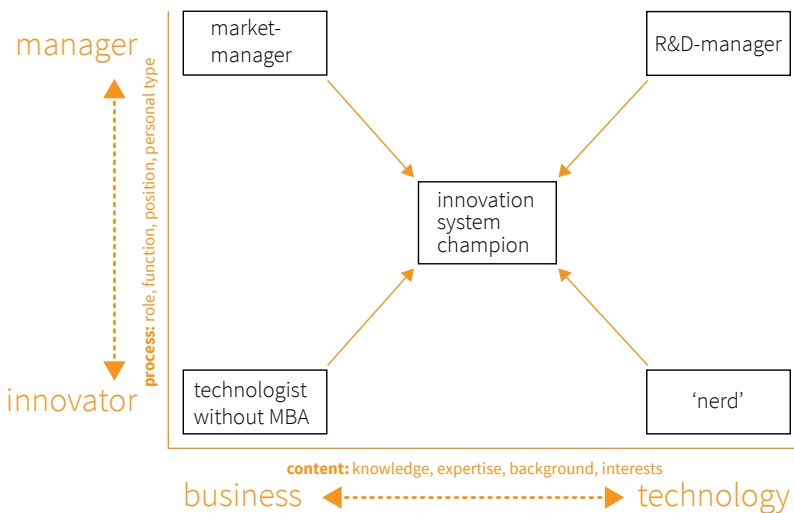 manager
market-
manager
R&D-manager
process: role, function, position, personal type
innovation
system
champion
innovator
technologist
without MBA
‘nerd’
content: knowledge, expertise, background, interests
business
technology